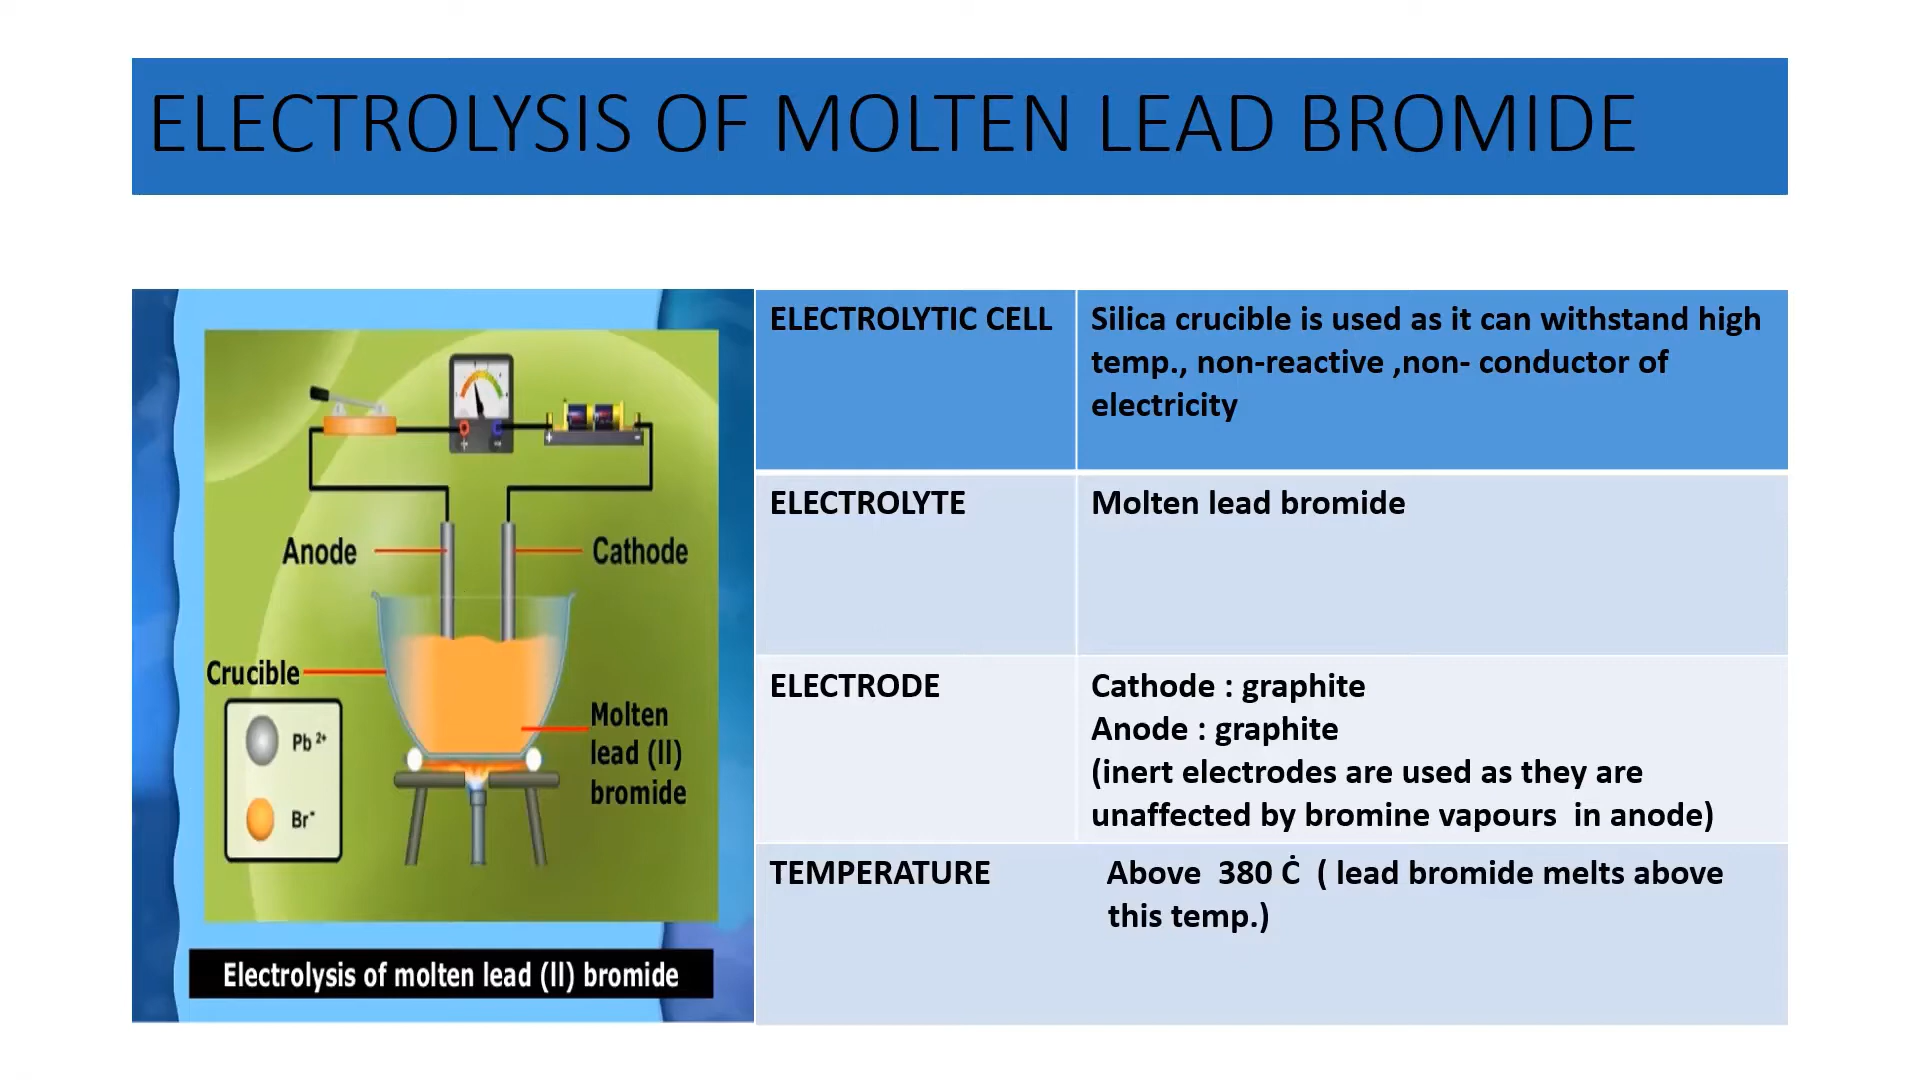 ELECTROLYSIS OF MOLTEN LEAD BROMIDE
Anode
Cathode
Crucible
Pb 2+
Br-
Molten
lead (II)
bromide
Electrolysis of molten lead (II) bromide
ELECTROLYTIC CELL
Silica crucible is used as it can withstand high
temp., non-reactive ,non- conductor of
electricity
ELECTROLYTE
Molten lead bromide
ELECTRODE
Cathode : graphite
Anode : graphite
(inert electrodes are used as they are
unaffected by bromine vapours  in anode)
TEMPERATURE
Above  380 Ċ  ( lead bromide melts above
this temp.)